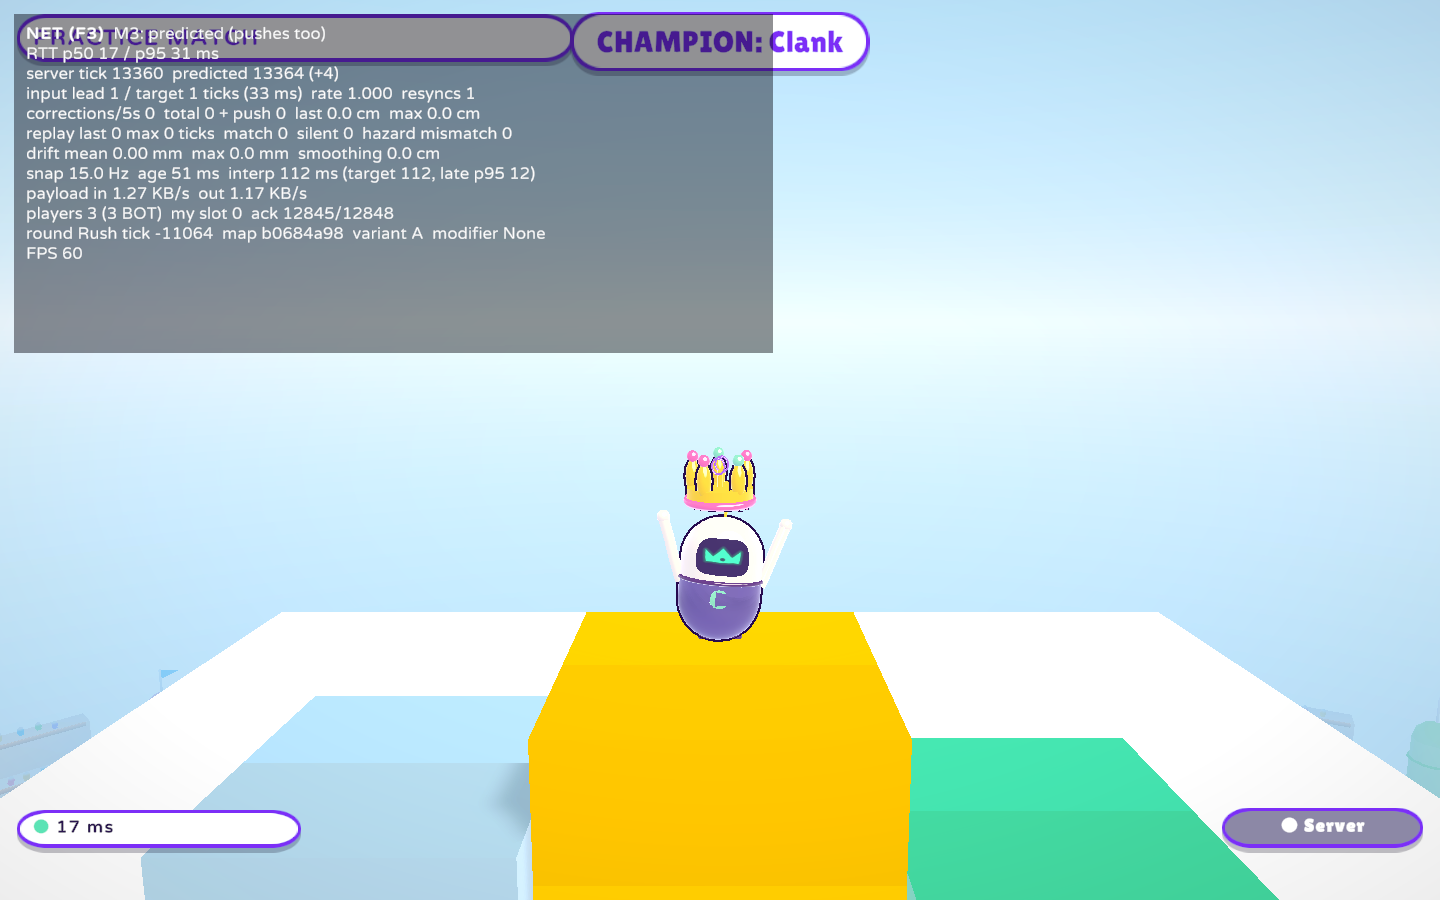 PRACTICE MATCH
CHAMPION: Clank
NET (F3) M3: predicted (pushes too)
RTT p50 17 / p95 31 ms
server tick 13360 predicted 13364 (+4)
input lead 1 / target 1 ticks (33 ms) rate 1.000 resyncs 1
corrections/5s 0 total 0 + push 0 last 0.0 cm max 0.0 cm
replay last 0 max 0 ticks match 0 silent 0 hazard mismatch 0
drift mean 0.00 mm max 0.0 mm smoothing 0.0 cm
snap 15.0 Hz age 51 ms interp 112 ms (target 112, late p95 12)
payload in 1.27 KB/s out 1.17 KB/s
players 3 (3 BOT) my slot 0 ack 12845/12848
round Rush tick -11064 map b0684a98 variant A modifier None
FPS 60
C
17 ms
Server